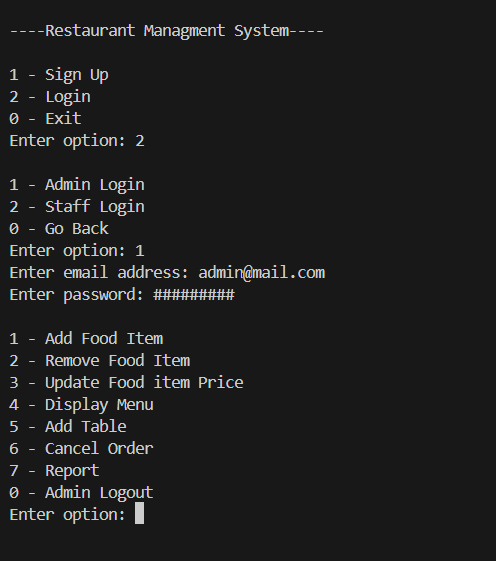 ----Restaurant Managment System----
1 - Sign Up
2 - Login
0 - Exit
Enter option: 2
1 - Admin Login
2 - Staff Login
0 - Go Back
Enter option: 1
Enter email address: admin@mail.com
Enter password: #########
1 - Add Food Item
2 - Remove Food Item
3 - Update Food item Price
4 - Display Menu
5 - Add Table
6 - Cancel Order
7 - Report
0 - Admin Logout
Enter option: